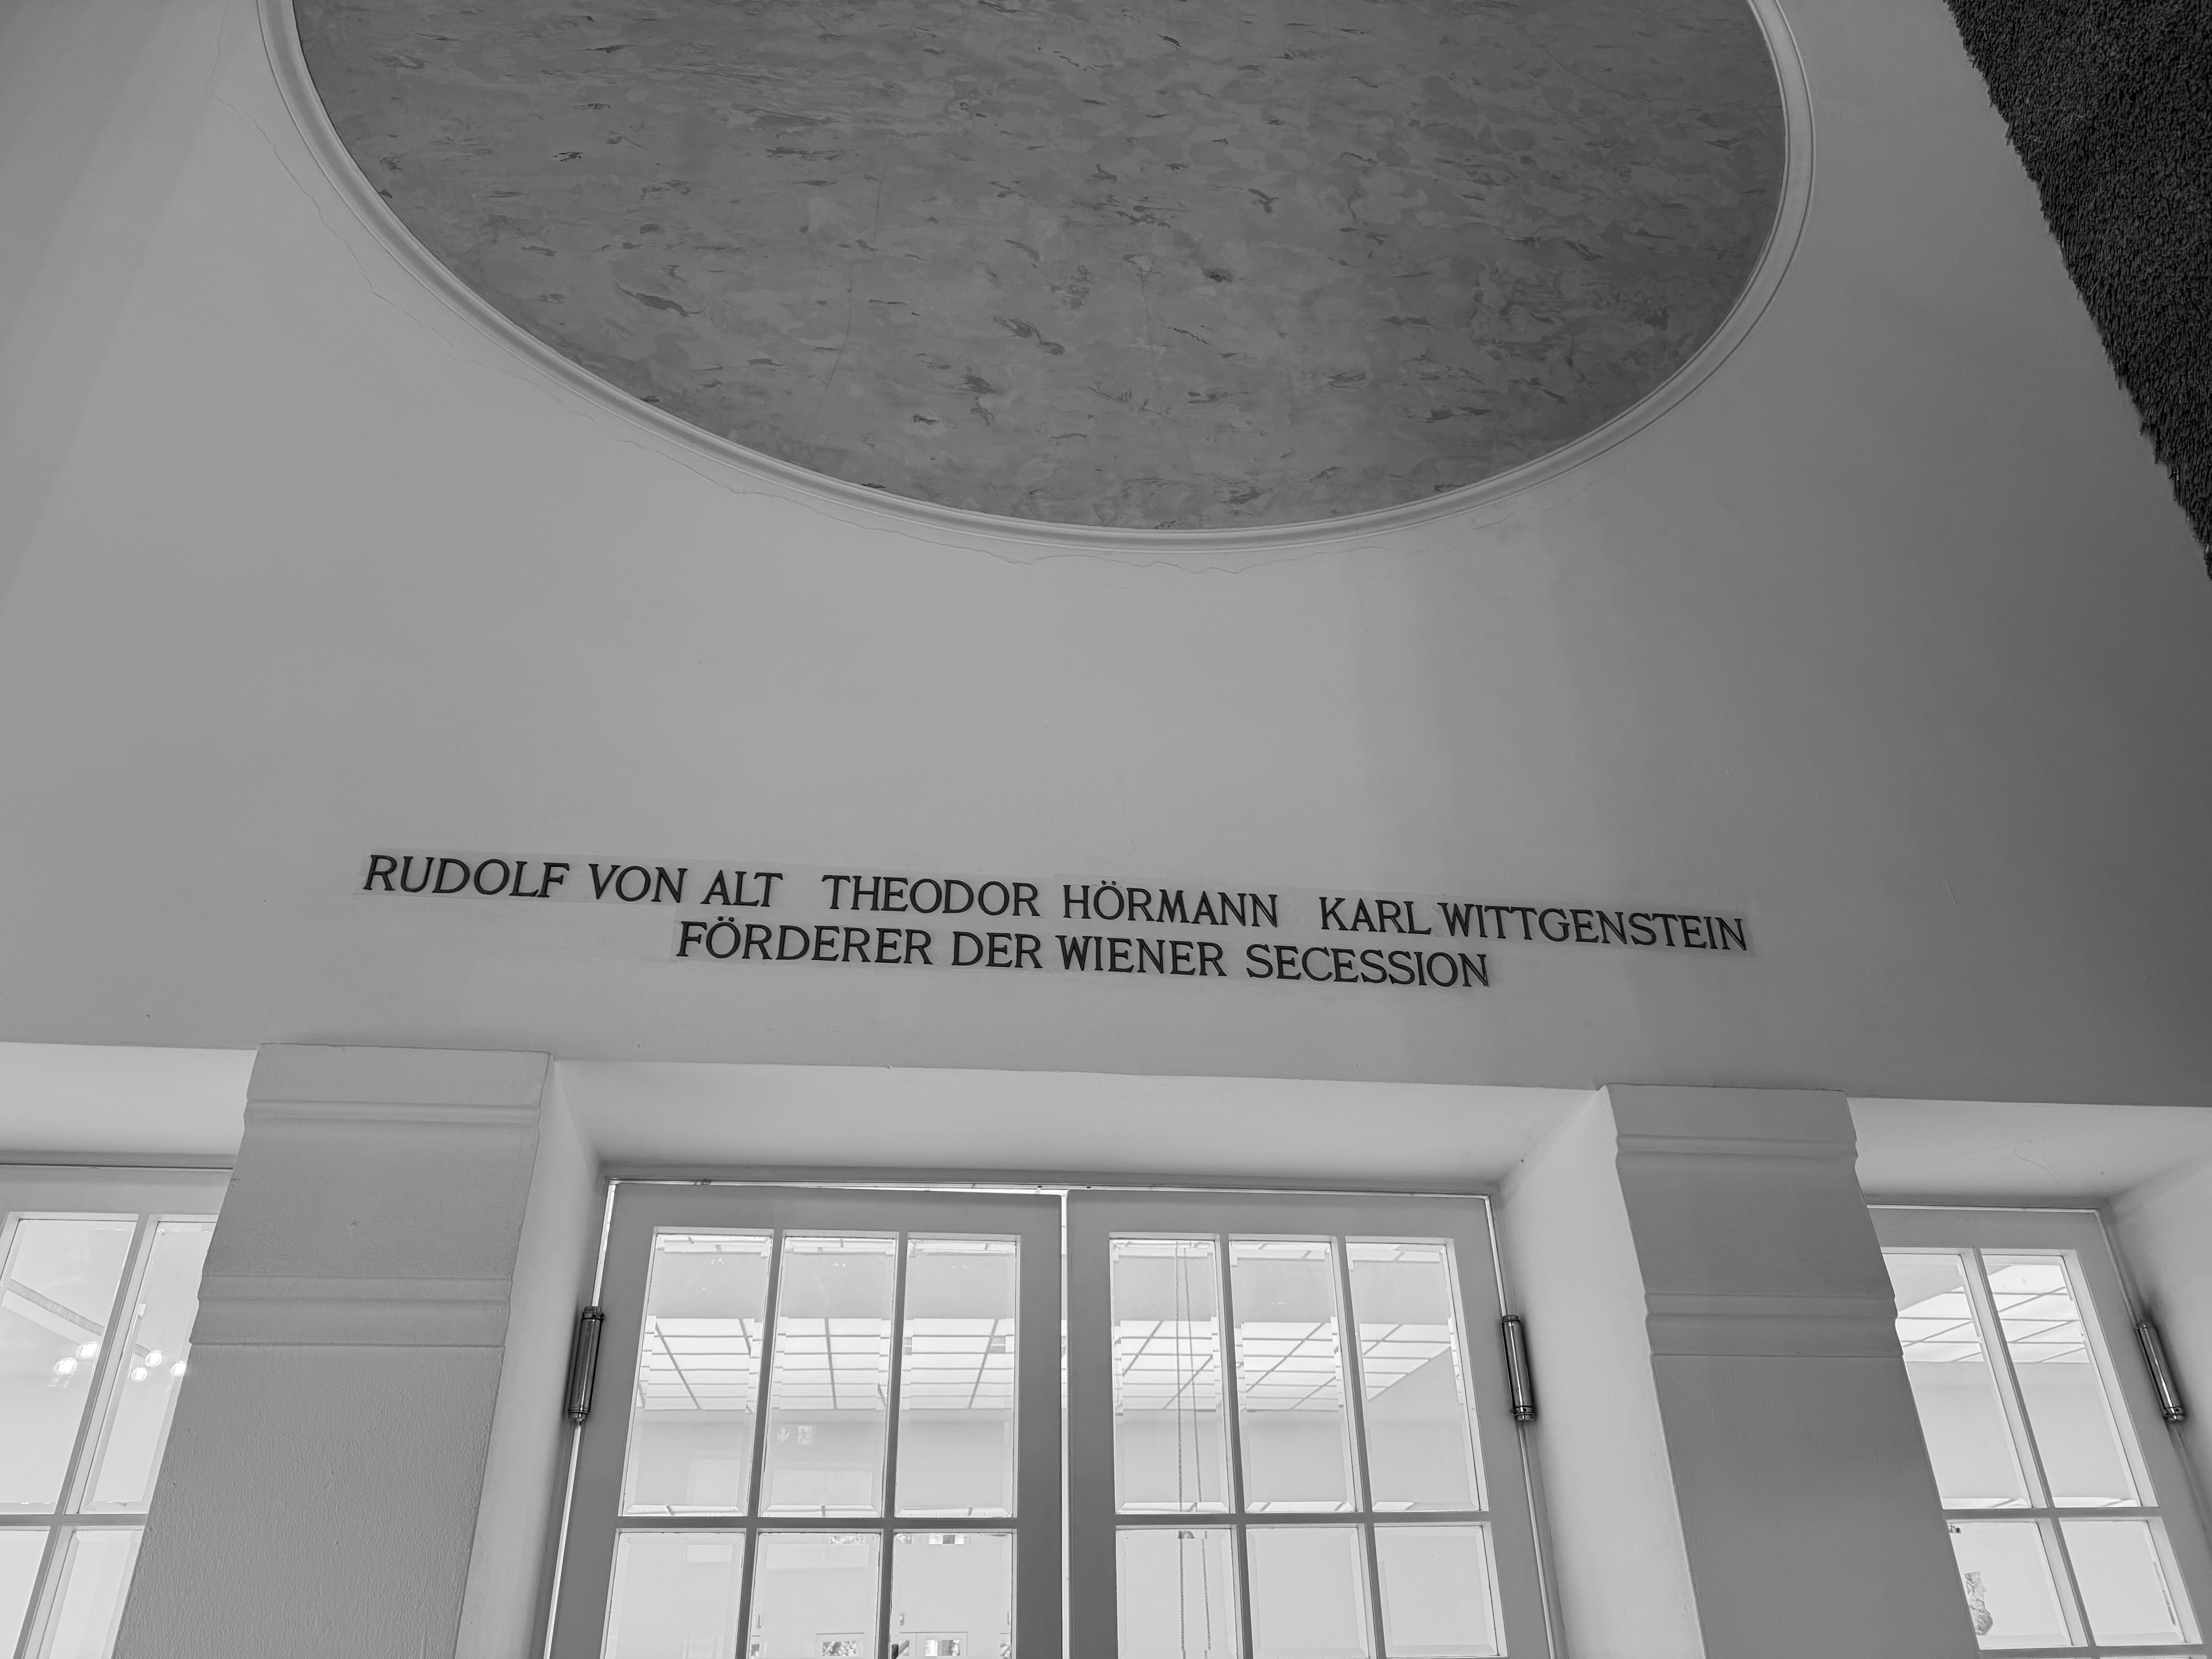 RUDOLF VON ALT THEODOR HÖRMANN KARL WITTGENSTEIN
FÖRDERER DER WIENER SECESSION